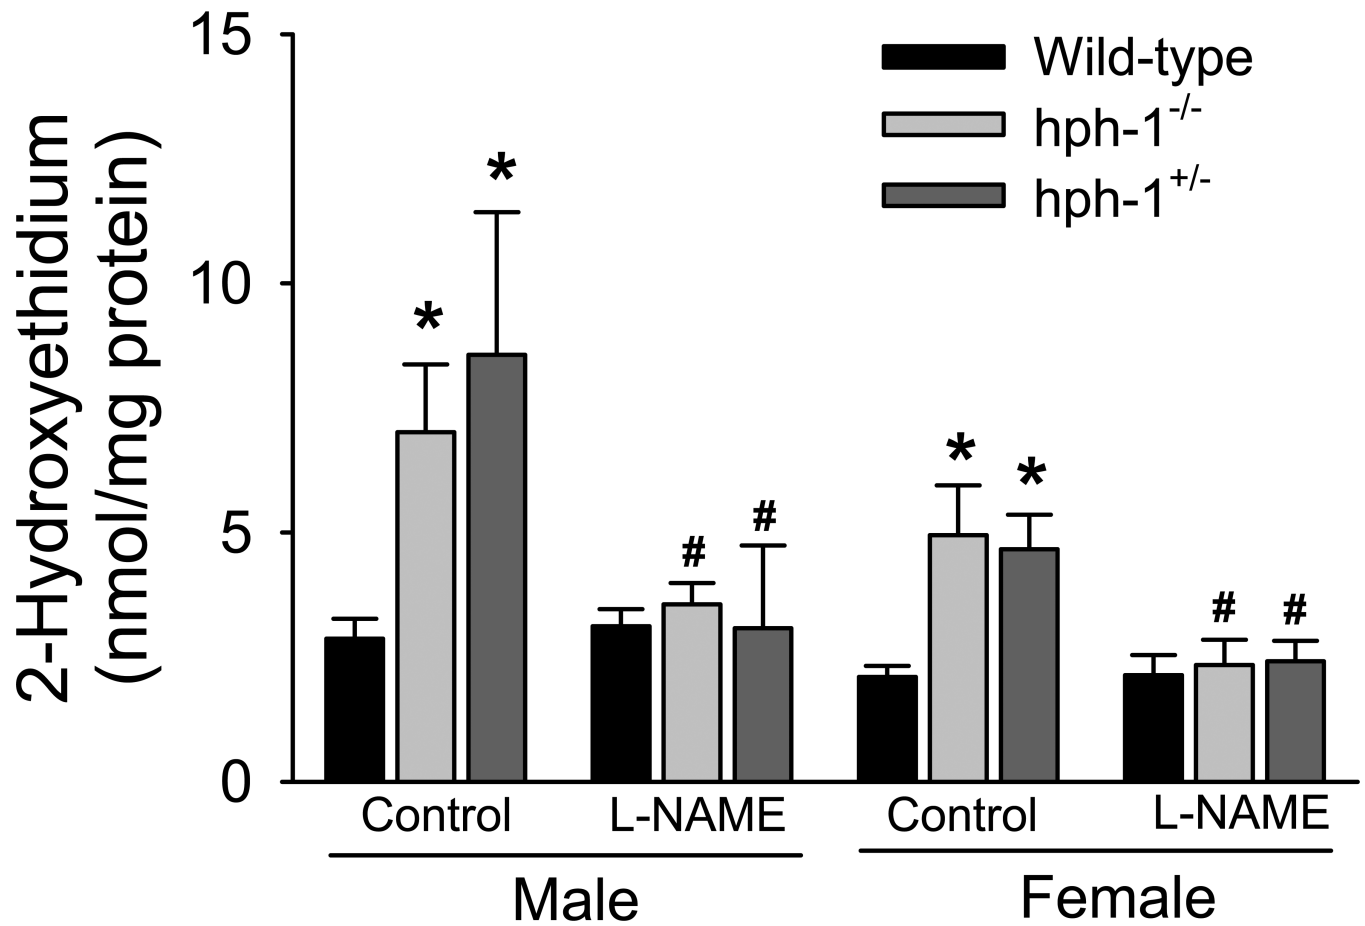 2-Hydroxyethidium
(nmol/mg protein)
15
10
5
0
Wild-type
hph-1-/-
hph-1+/-
*
*
#
#
*
*
#
#
Control
L-NAME
Control
L-NAME
Male
Female